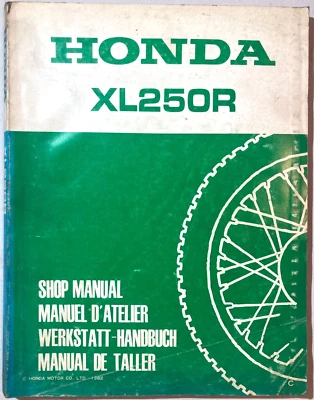 HONDA
XL250R
SHOP MANUAL
MANUEL D'ATELIER
WERKSTATT-HANDBUCH
MANUAL DE TALLER
© HONDA MOTOR CO. LTD. 1982
C